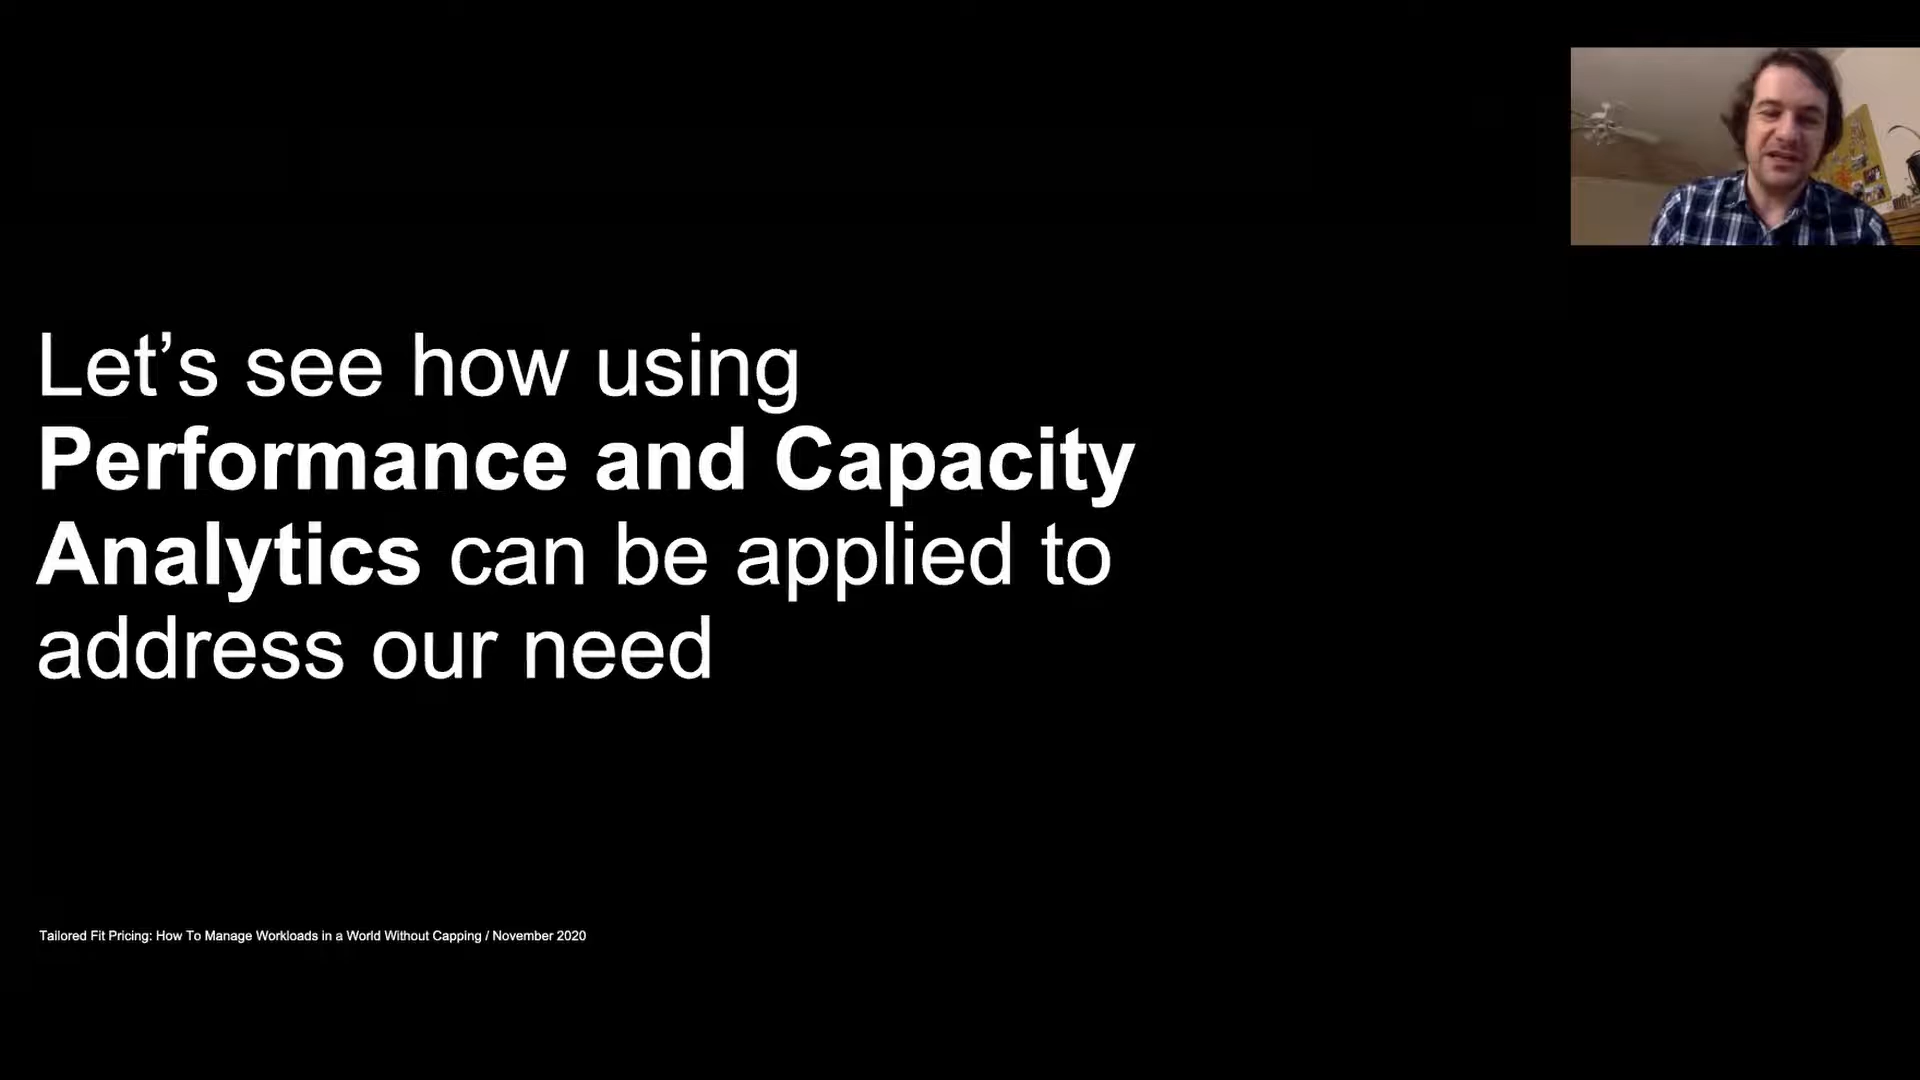 Let’s see how using
Performance and Capacity
Analytics can be applied to
address our need
Tailored Fit Pricing: How To Manage Workloads in a World Without Capping / November 2020